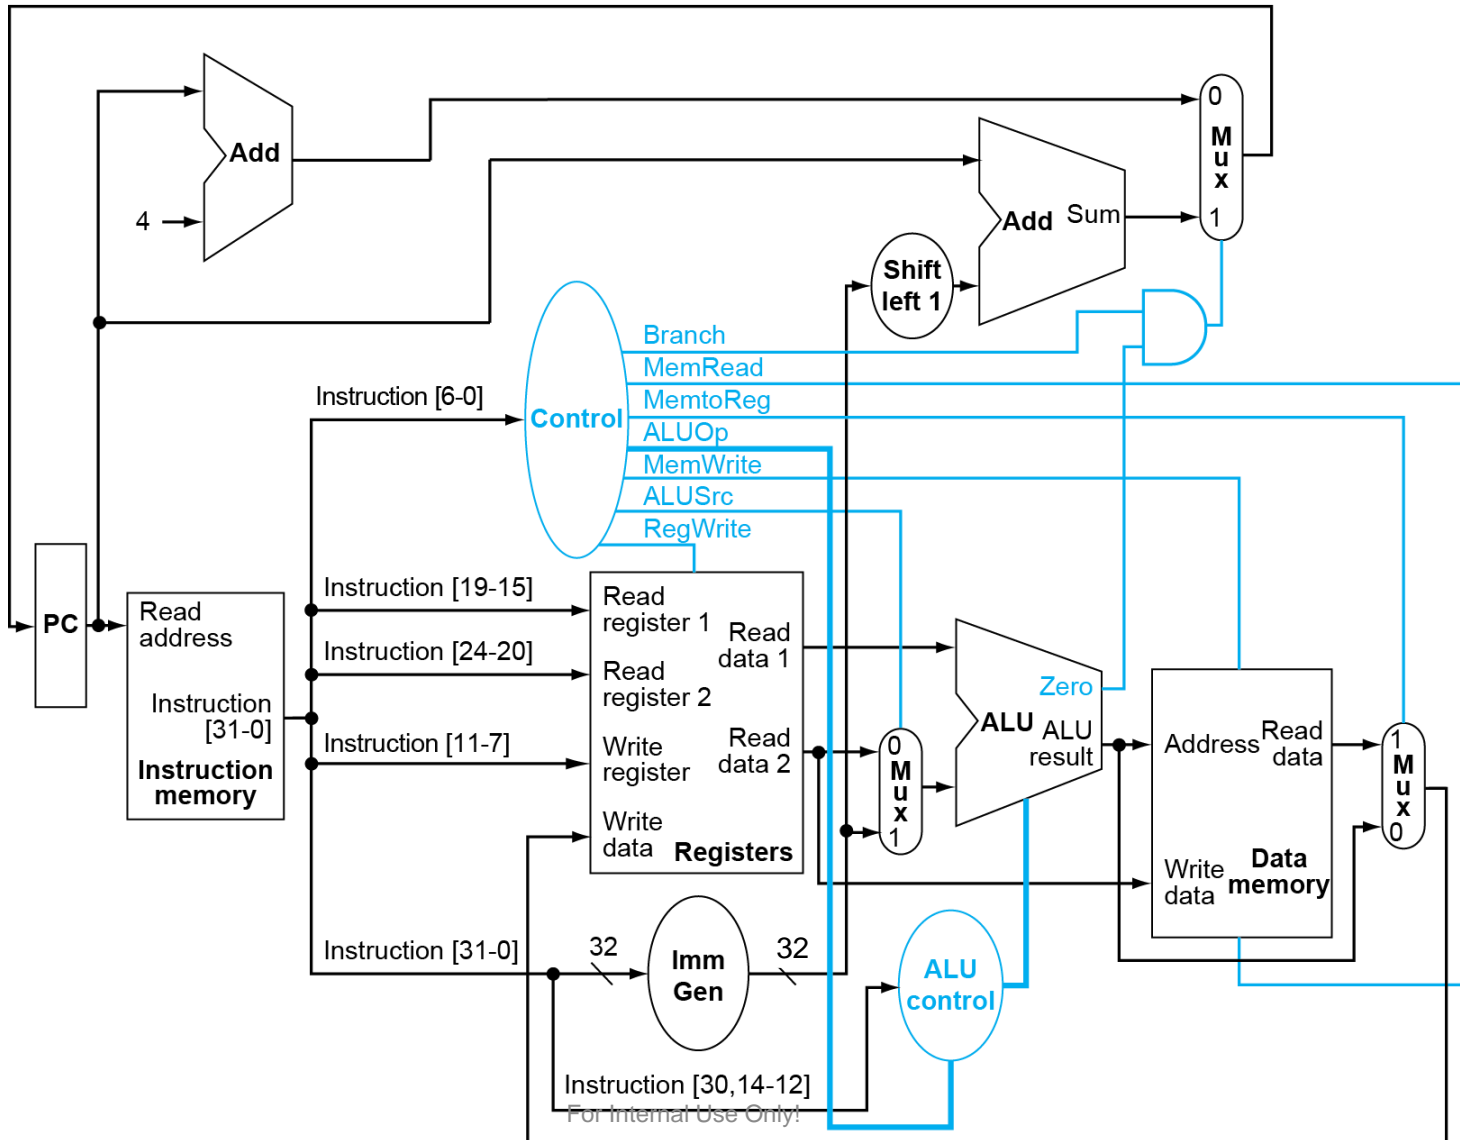 0
M
u
x
1
Add
4
Add
Sum
Shift
left 1
Branch
MemRead
MemtoReg
ALUOp
MemWrite
ALUSrc
RegWrite
Control
Instruction [6-0]
PC
Read
address
Instruction
[31-0]
Instruction
memory
Instruction [19-15]
Instruction [24-20]
Instruction [11-7]
Instruction [31-0]
Read
register 1
Read
register 2
Write
register
Write
data
Read
data 1
Read
data 2
Registers
0
M
u
x
1
Zero
ALU
ALU
result
Address
Read
data
Write
data
Data
memory
1
M
u
x
0
32
Imm
Gen
32
ALU
control
Instruction [30,14-12]
For Internal Use Only!